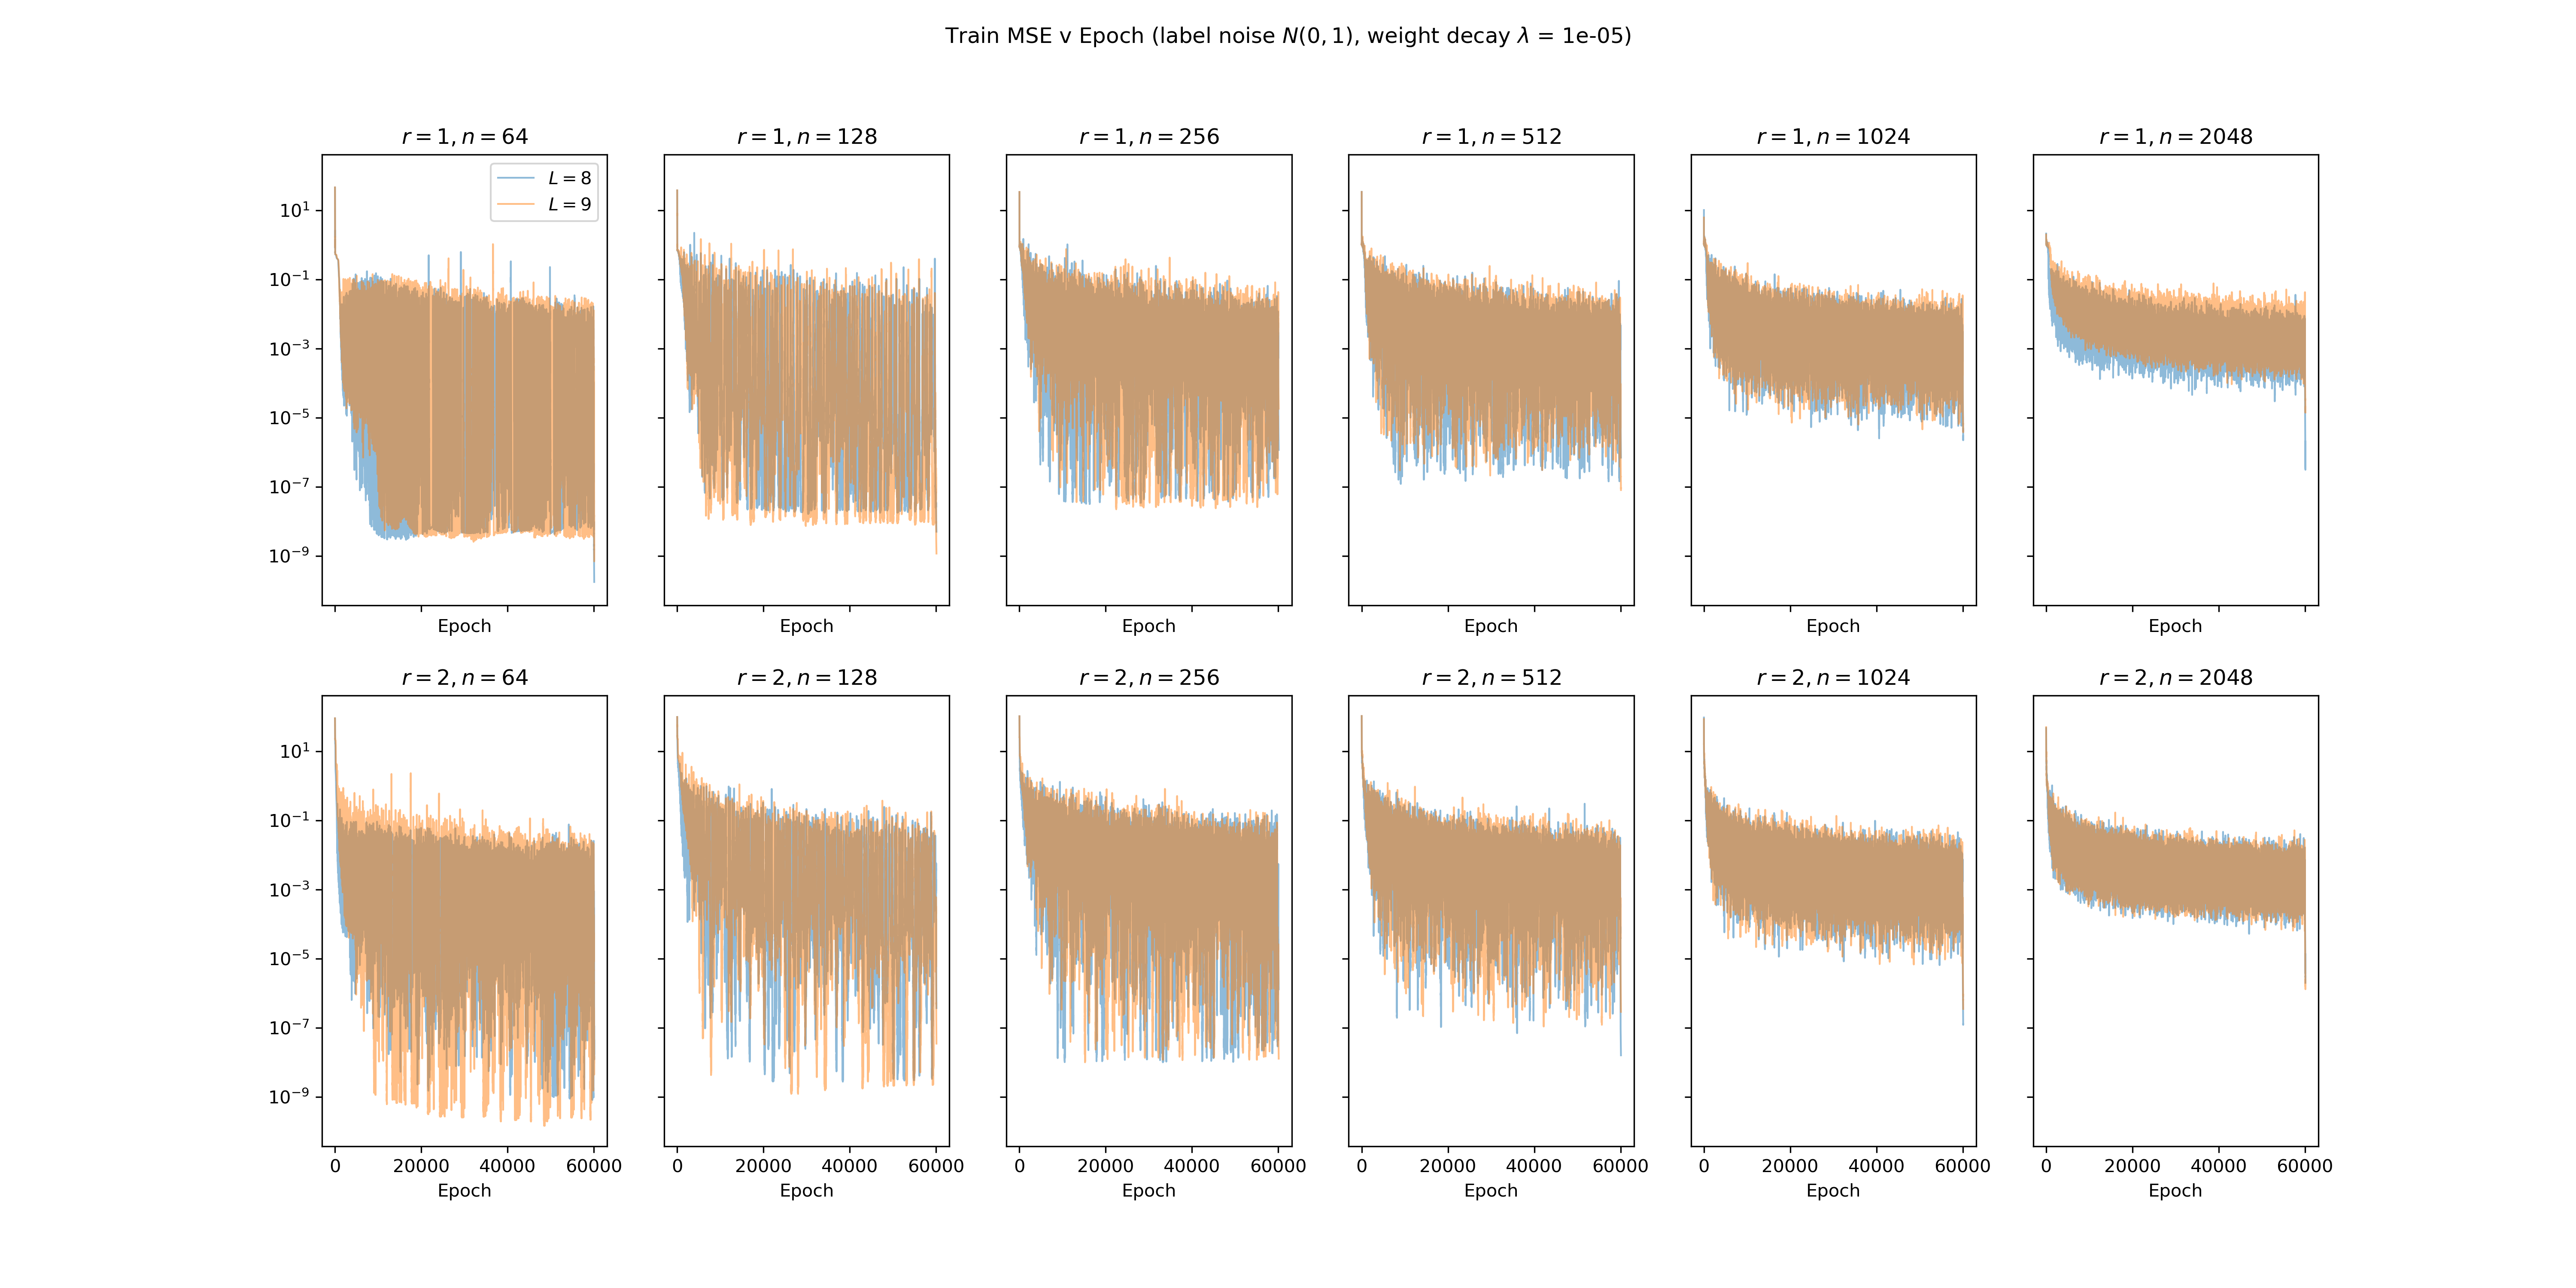 Train MSE v Epoch (label noise N(0, 1), weight decay λ = 1e-05)
r = 1, n = 64
r = 1, n = 128
r = 1, n = 256
r = 1, n = 512
r = 1, n = 1024
r = 1, n = 2048
L = 8
L = 9
10¹
10⁻¹
10⁻³
10⁻⁵
10⁻⁷
10⁻⁹
Epoch
Epoch
Epoch
Epoch
Epoch
Epoch
r = 2, n = 64
r = 2, n = 128
r = 2, n = 256
r = 2, n = 512
r = 2, n = 1024
r = 2, n = 2048
10¹
10⁻¹
10⁻³
10⁻⁵
10⁻⁷
10⁻⁹
0 20000 40000 60000
0 20000 40000 60000
0 20000 40000 60000
0 20000 40000 60000
0 20000 40000 60000
0 20000 40000 60000
Epoch
Epoch
Epoch
Epoch
Epoch
Epoch